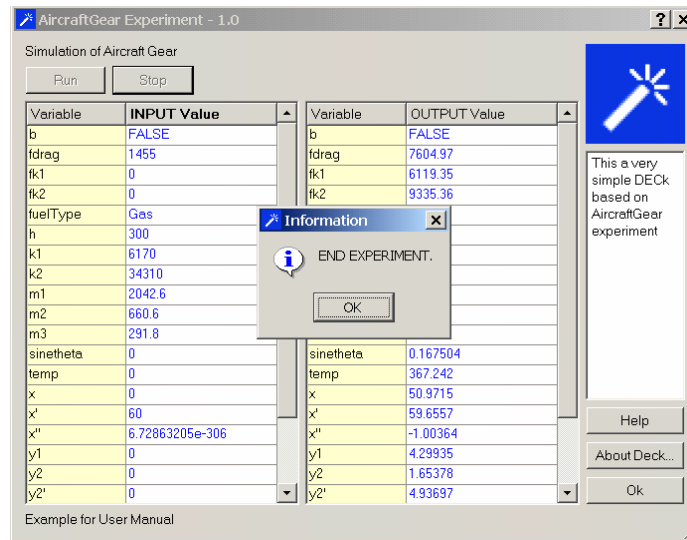 AircraftGear Experiment - 1.0
Simulation of Aircraft Gear
Run Stop
Variable INPUT Value Variable OUTPUT Value
b FALSE b FALSE
fdrag 1455 fdrag 7604.97
fk1 0 fk1 6119.35
fk2 0 fk2 9335.36
fuelType Gas
h 300
k1 6170
k2 34310
m1 2042.6
m2 660.6
m3 291.8
sinetheta 0 sinetheta 0.167504
temp 0 temp 367.242
x 0 x 50.9715
x' 60 x' 59.6557
x" 6.72863205e-306 x" -1.00364
y1 0 y1 4.29935
y2 0 y2 1.65378
y2' 0 y2' 4.93697
Information
END EXPERIMENT.
OK
This a very
simple DECk
based on
AircraftGear
experiment
Help
About Deck...
Ok
Example for User Manual